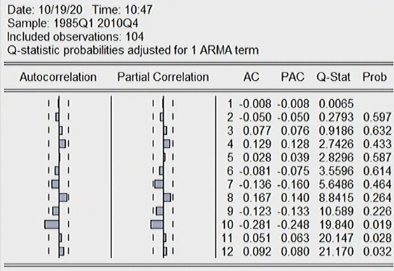 Date: 10/19/20 Time: 10:47
Sample: 1985Q1 2010Q4
Included observations: 104
Q-statistic probabilities adjusted for 1 ARMA term
Autocorrelation Partial Correlation AC PAC Q-Stat Prob
1 -0.008 -0.008 0.0065
2 -0.050 -0.050 0.2793 0.597
3 0.077 0.076 0.9186 0.632
4 0.129 0.128 2.7426 0.433
5 0.028 0.039 2.8296 0.587
6 -0.081 -0.075 3.5596 0.614
7 -0.136 -0.160 5.6486 0.464
8 0.167 0.140 8.8415 0.264
9 -0.123 -0.133 10.589 0.226
10 -0.281 -0.248 19.840 0.019
11 0.051 0.063 20.147 0.028
12 0.092 0.080 21.170 0.032